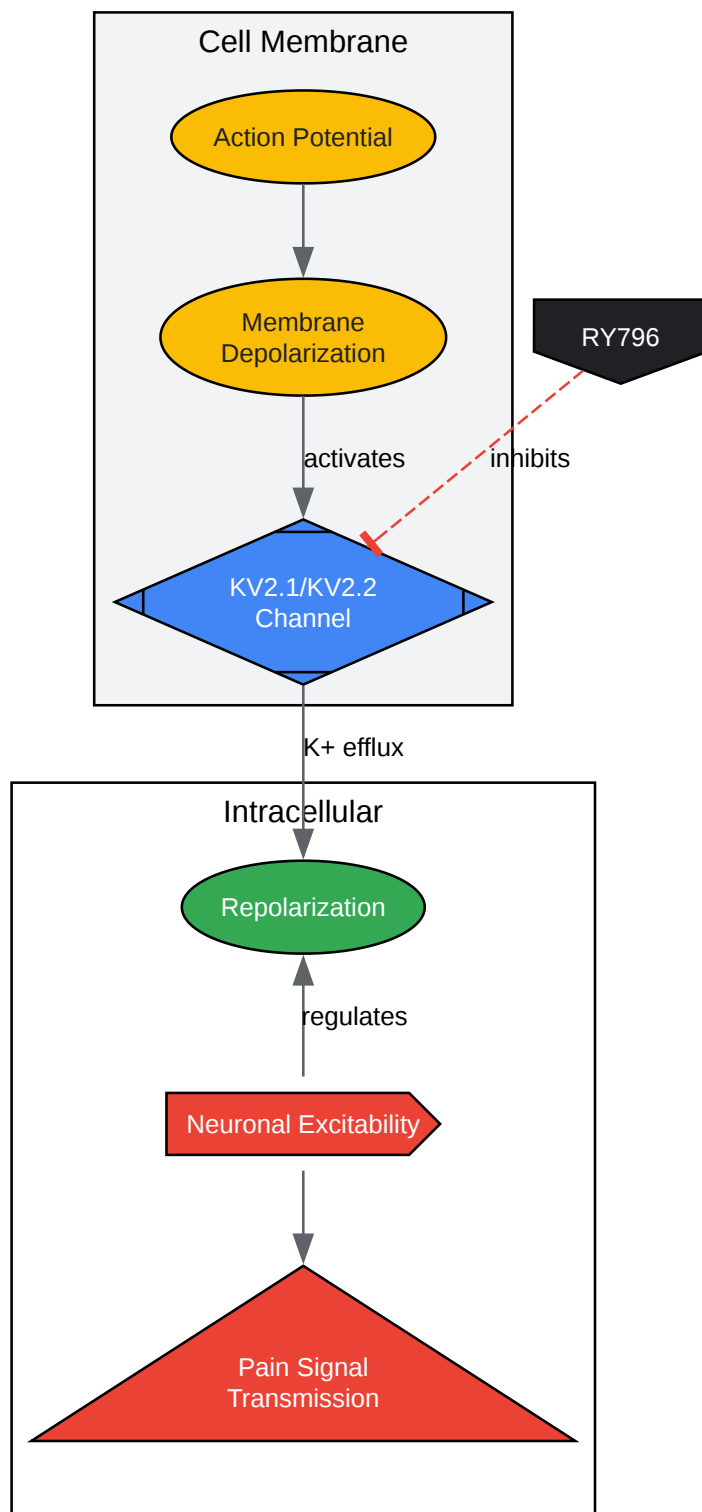 Cell Membrane
Action Potential
Membrane
Depolarization
RY796
activates
inhibits
KV2.1/KV2.2
Channel
K+ efflux
Intracellular
Repolarization
regulates
Neuronal Excitability
Pain Signal
Transmission